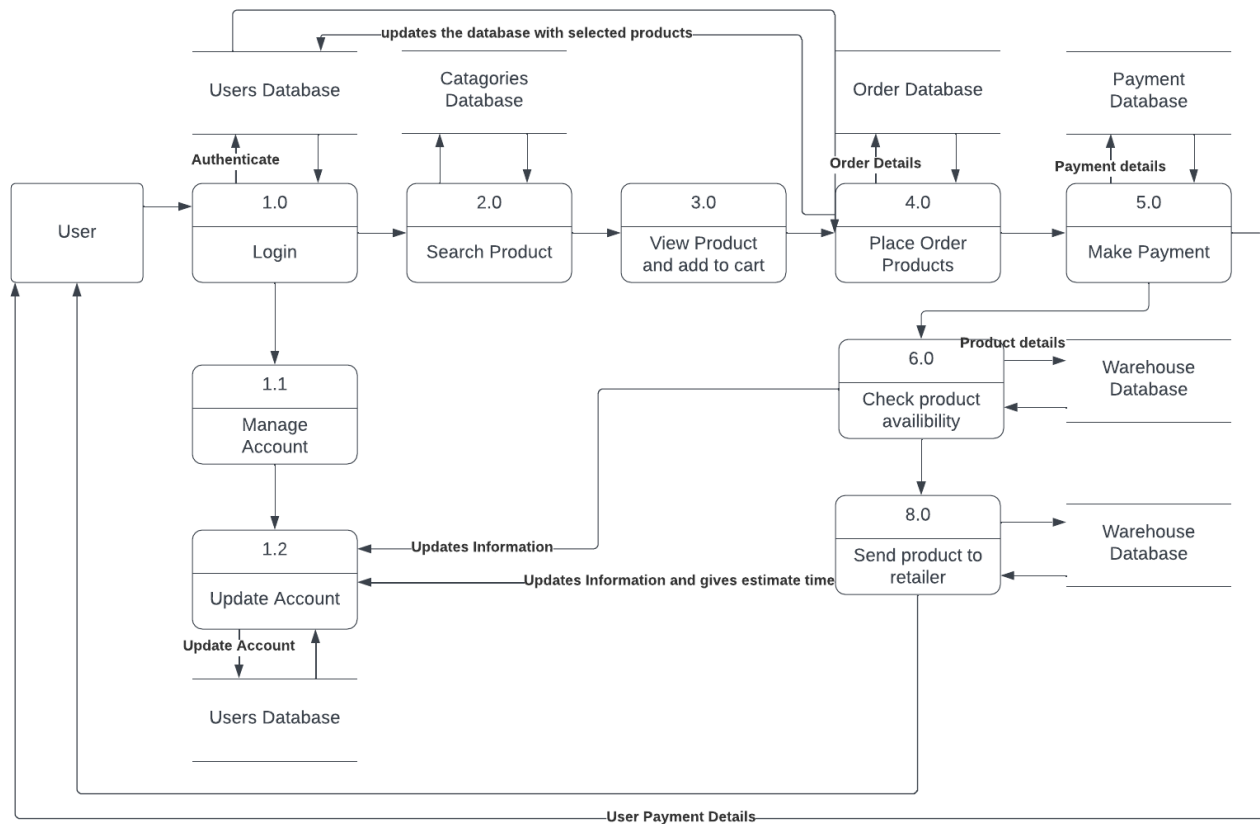 updates the database with selected products
Users Database
Catagories
Database
Order Database
Payment
Database
Authenticate
Order Details
Payment details
User
1.0
Login
2.0
Search Product
3.0
View Product
and add to cart
4.0
Place Order
Products
5.0
Make Payment
1.1
Manage
Account
6.0
Check product
availibility
Product details
Warehouse
Database
1.2
Update Account
Updates Information
Updates Information and gives estimate time
8.0
Send product to
retailer
Warehouse
Database
Update Account
Users Database
User Payment Details